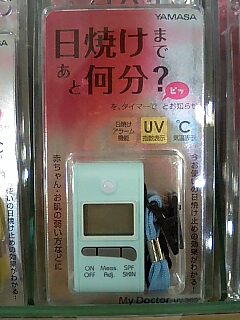 YAMASA
日焼けまで
あと何分?
ピッ
を、タイマーで とお知らせ
日焼け
アラーム
機能
UV
指数表示
℃
気温表示
赤ちゃん・お肌の弱い方などに
ON
OFF
Meas.
Adj.
SPF
SKIN
My Doctor